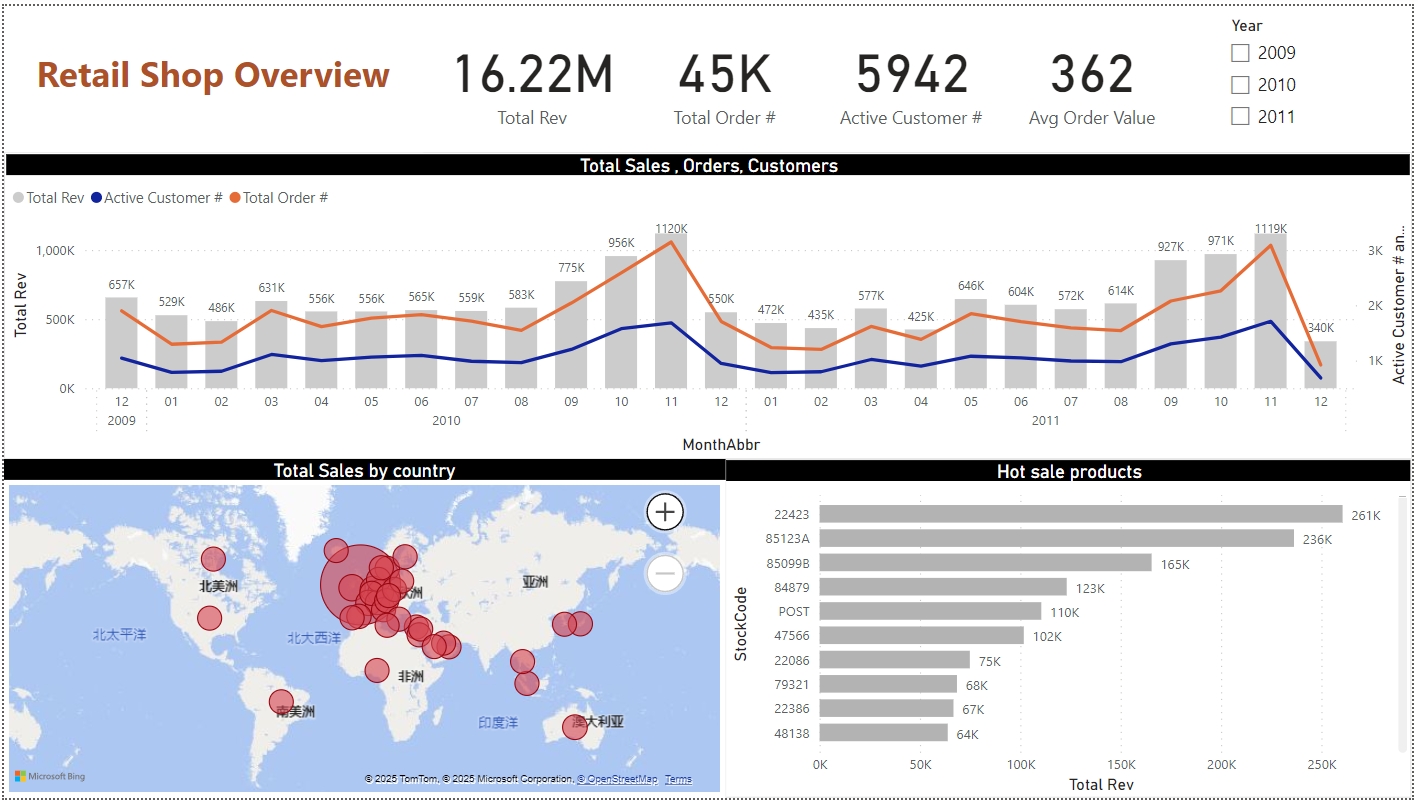 Retail Shop Overview
16.22M
Total Rev
45K
Total Order #
5942
Active Customer #
362
Avg Order Value
Year
2009
2010
2011
Total Sales , Orders, Customers
Total Rev Active Customer # Total Order #
Total Rev
1,000K
500K
0K
657K 529K 486K 631K 556K 556K 565K 559K 583K 775K 956K 1120K 550K 472K 435K 577K 425K 646K 604K 572K 614K 927K 971K 1119K 340K
3K
2K
1K
Active Customer # an...
12 01 02 03 04 05 06 07 08 09 10 11 12 01 02 03 04 05 06 07 08 09 10 11 12
2009 2010 2011
MonthAbbr
Total Sales by country
北美洲
亚洲
洲
北太平洋
北大西洋
非洲
南美洲
印度洋
澳大利亚
Microsoft Bing
© 2025 TomTom, © 2025 Microsoft Corporation, © OpenStreetMap Terms
Hot sale products
StockCode
22423 261K
85123A 236K
85099B 165K
84879 123K
POST 110K
47566 102K
22086 75K
79321 68K
22386 67K
48138 64K
0K 50K 100K 150K 200K 250K
Total Rev